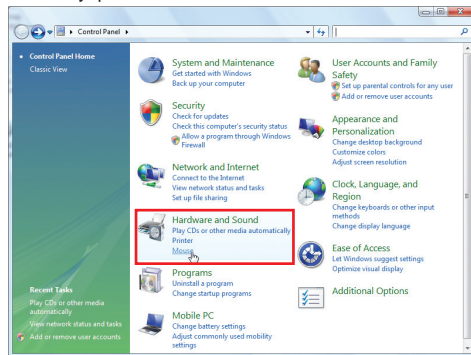 Control Panel
Control Panel Home
Classic View
System and Maintenance
Get started with Windows
Back up your computer
Security
Check for updates
Check this computer's security status
Allow a program through Windows
Firewall
Network and Internet
Connect to the Internet
View network status and tasks
Set up file sharing
Hardware and Sound
Play CDs or other media automatically
Printer
Mouse
Programs
Uninstall a program
Change startup programs
Mobile PC
Change battery settings
Adjust commonly used mobility
settings
User Accounts and Family
Safety
Set up parental controls for any user
Add or remove user accounts
Appearance and
Personalization
Change desktop background
Customize colors
Adjust screen resolution
Clock, Language, and
Region
Change keyboards or other input
methods
Change display language
Ease of Access
Let Windows suggest settings
Optimize visual display
Additional Options
Recent Tasks
Play CDs or other media
automatically
View network status and tasks
Add or remove user accounts